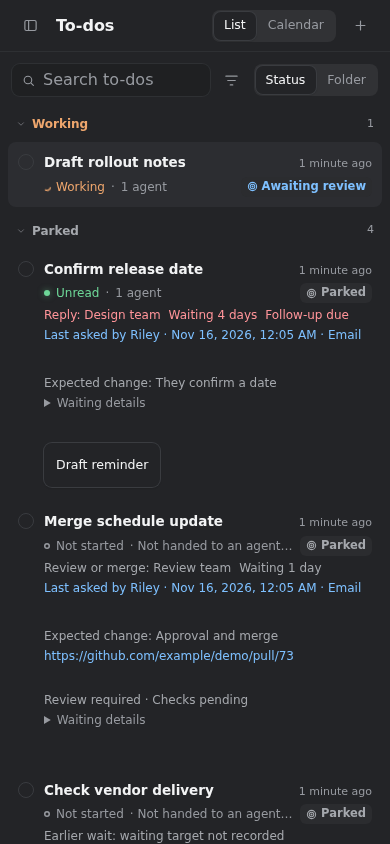 To-dos
List
Calendar
Search to-dos
Status
Folder
Working
1
Draft rollout notes
1 minute ago
Working · 1 agent
Awaiting review
Parked
4
Confirm release date
1 minute ago
Unread · 1 agent
Parked
Reply: Design team Waiting 4 days Follow-up due
Last asked by Riley · Nov 16, 2026, 12:05 AM · Email
Expected change: They confirm a date
Waiting details
Draft reminder
Merge schedule update
1 minute ago
Not started · Not handed to an agent…
Parked
Review or merge: Review team Waiting 1 day
Last asked by Riley · Nov 16, 2026, 12:05 AM · Email
Expected change: Approval and merge
https://github.com/example/demo/pull/73
Review required · Checks pending
Waiting details
Check vendor delivery
1 minute ago
Not started · Not handed to an agent…
Parked
Earlier wait: waiting target not recorded